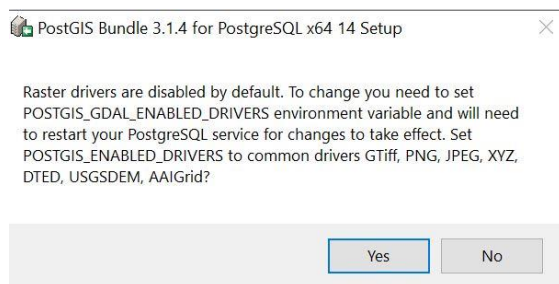 PostGIS Bundle 3.1.4 for PostgreSQL x64 14 Setup
Raster drivers are disabled by default. To change you need to set
POSTGIS_GDAL_ENABLED_DRIVERS environment variable and will need
to restart your PostgreSQL service for changes to take effect. Set
POSTGIS_ENABLED_DRIVERS to common drivers GTiff, PNG, JPEG, XYZ,
DTED, USGSDEM, AAIGrid?
Yes
No